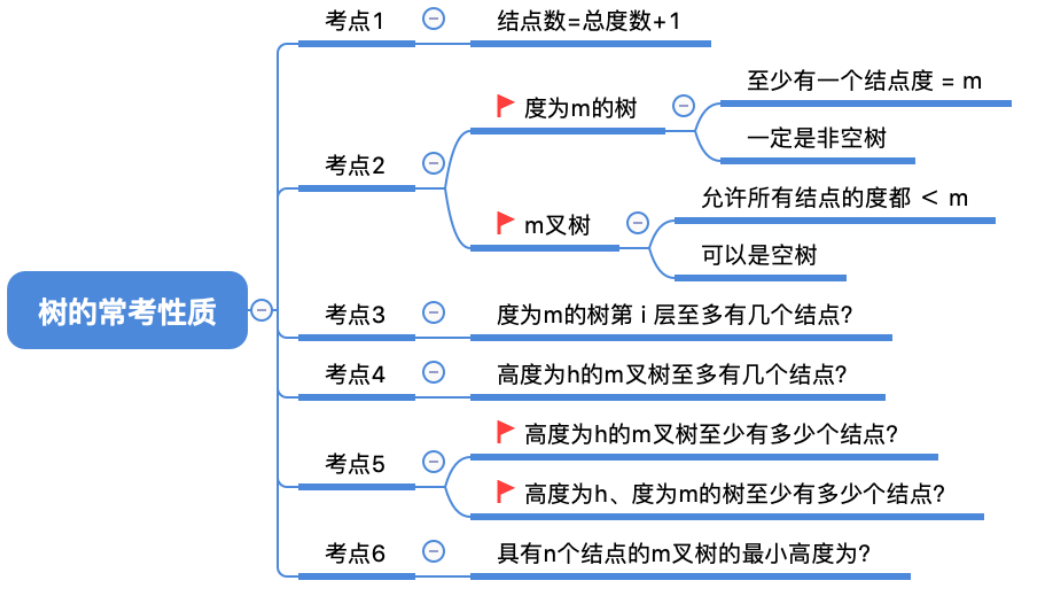 树的常考性质
考点1
结点数=总度数+1
考点2
度为m的树
至少有一个结点度 = m
一定是非空树
m叉树
允许所有结点的度都 < m
可以是空树
考点3
度为m的树第 i 层至多有几个结点?
考点4
高度为h的m叉树至多有几个结点?
考点5
高度为h的m叉树至少有多少个结点?
高度为h、度为m的树至少有多少个结点?
考点6
具有n个结点的m叉树的最小高度为?